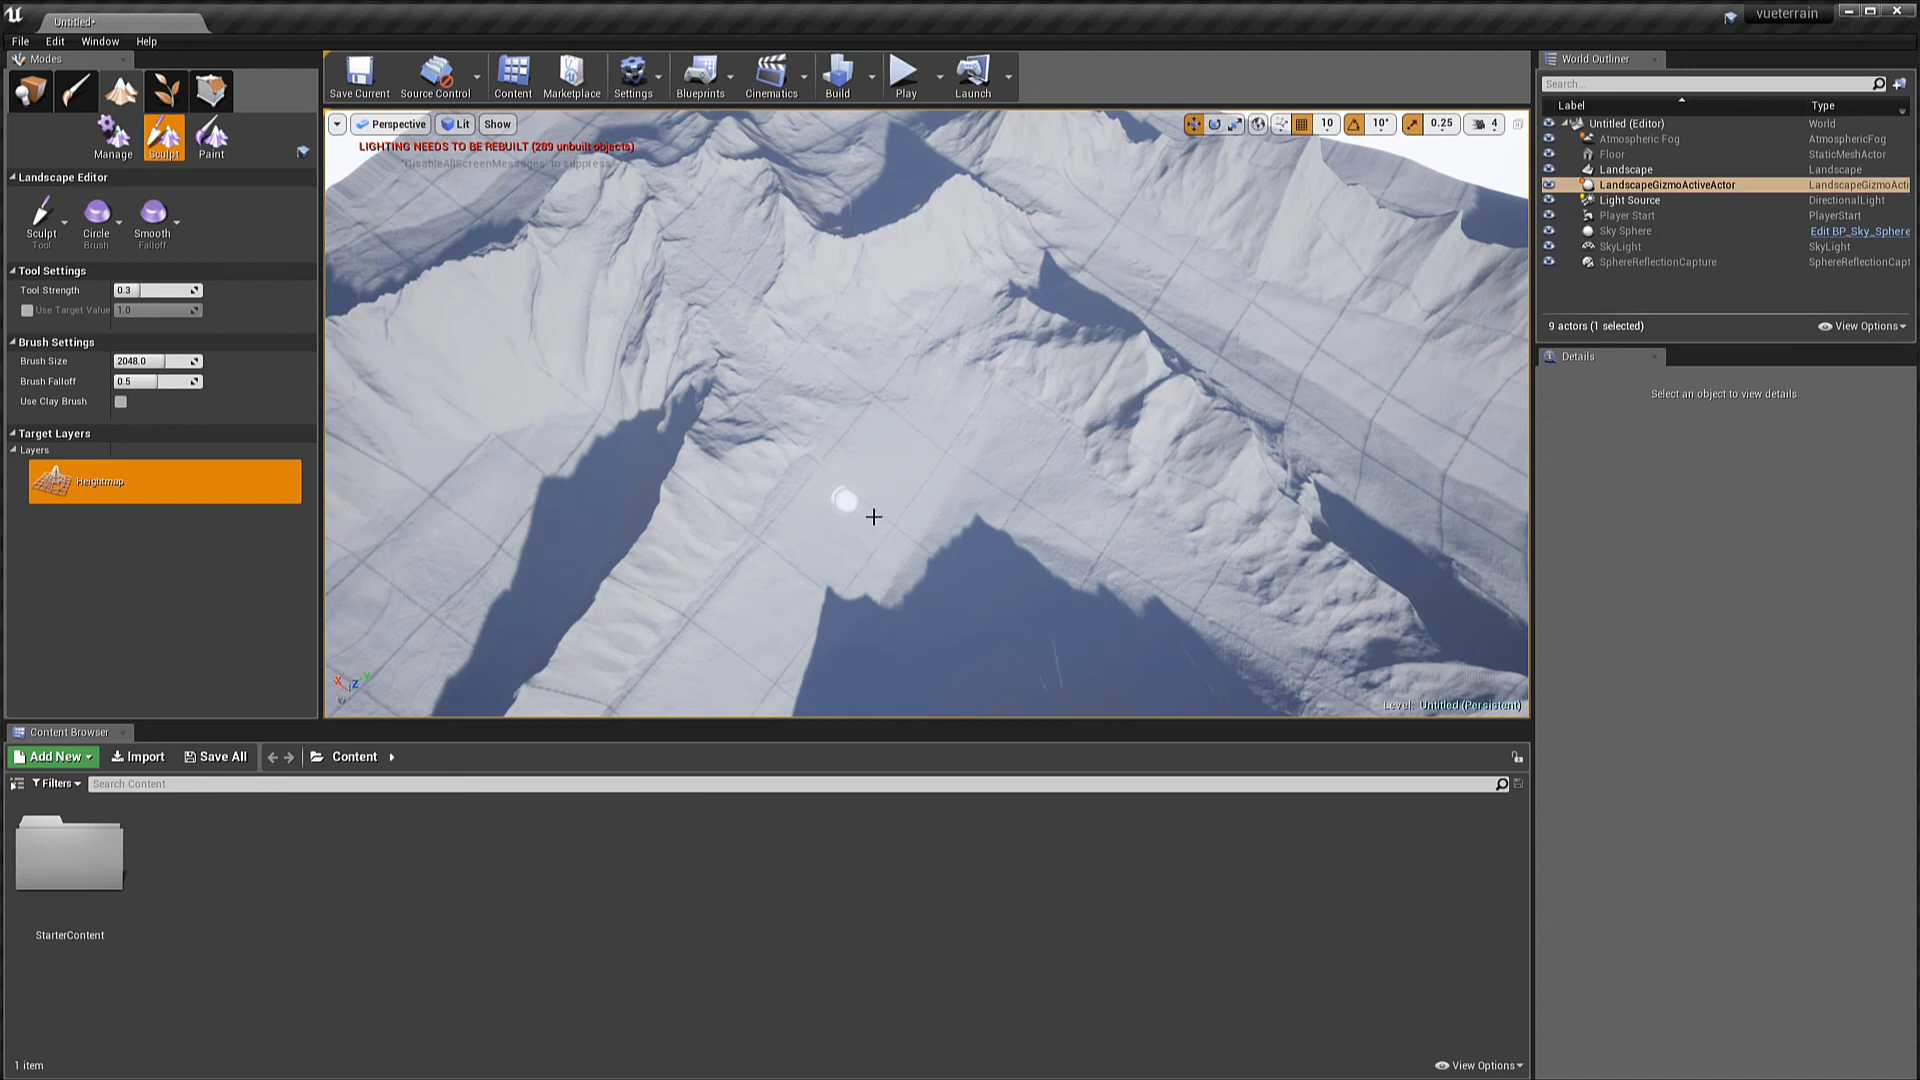 Untitled*
vueterrain
File Edit Window Help
Modes
Manage Sculpt Paint
Landscape Editor
Sculpt Circle Smooth
Tool Brush Falloff
Tool Settings
Tool Strength 0.3
Use Target Value 1.0
Brush Settings
Brush Size 2048.0
Brush Falloff 0.5
Use Clay Brush
Target Layers
Layers
Heightmap
Save Current Source Control Content Marketplace Settings Blueprints Cinematics Build Play Launch
Perspective Lit Show
10 10° 0.25 4
LIGHTING NEEDS TO BE REBUILT (289 unbuilt objects)
'DisableAllScreenMessages' to suppress
X Z Y
Level: Untitled (Persistent)
World Outliner
Search...
Label Type
Untitled (Editor) World
Atmospheric Fog AtmosphericFog
Floor StaticMeshActor
Landscape Landscape
LandscapeGizmoActiveActor LandscapeGizmoActi
Light Source DirectionalLight
Player Start PlayerStart
Sky Sphere Edit BP_Sky_Sphere
SkyLight SkyLight
SphereReflectionCapture SphereReflectionCapt
9 actors (1 selected) View Options
Details
Select an object to view details.
Content Browser
Add New Import Save All Content
Filters Search Content
StarterContent
1 item View Options